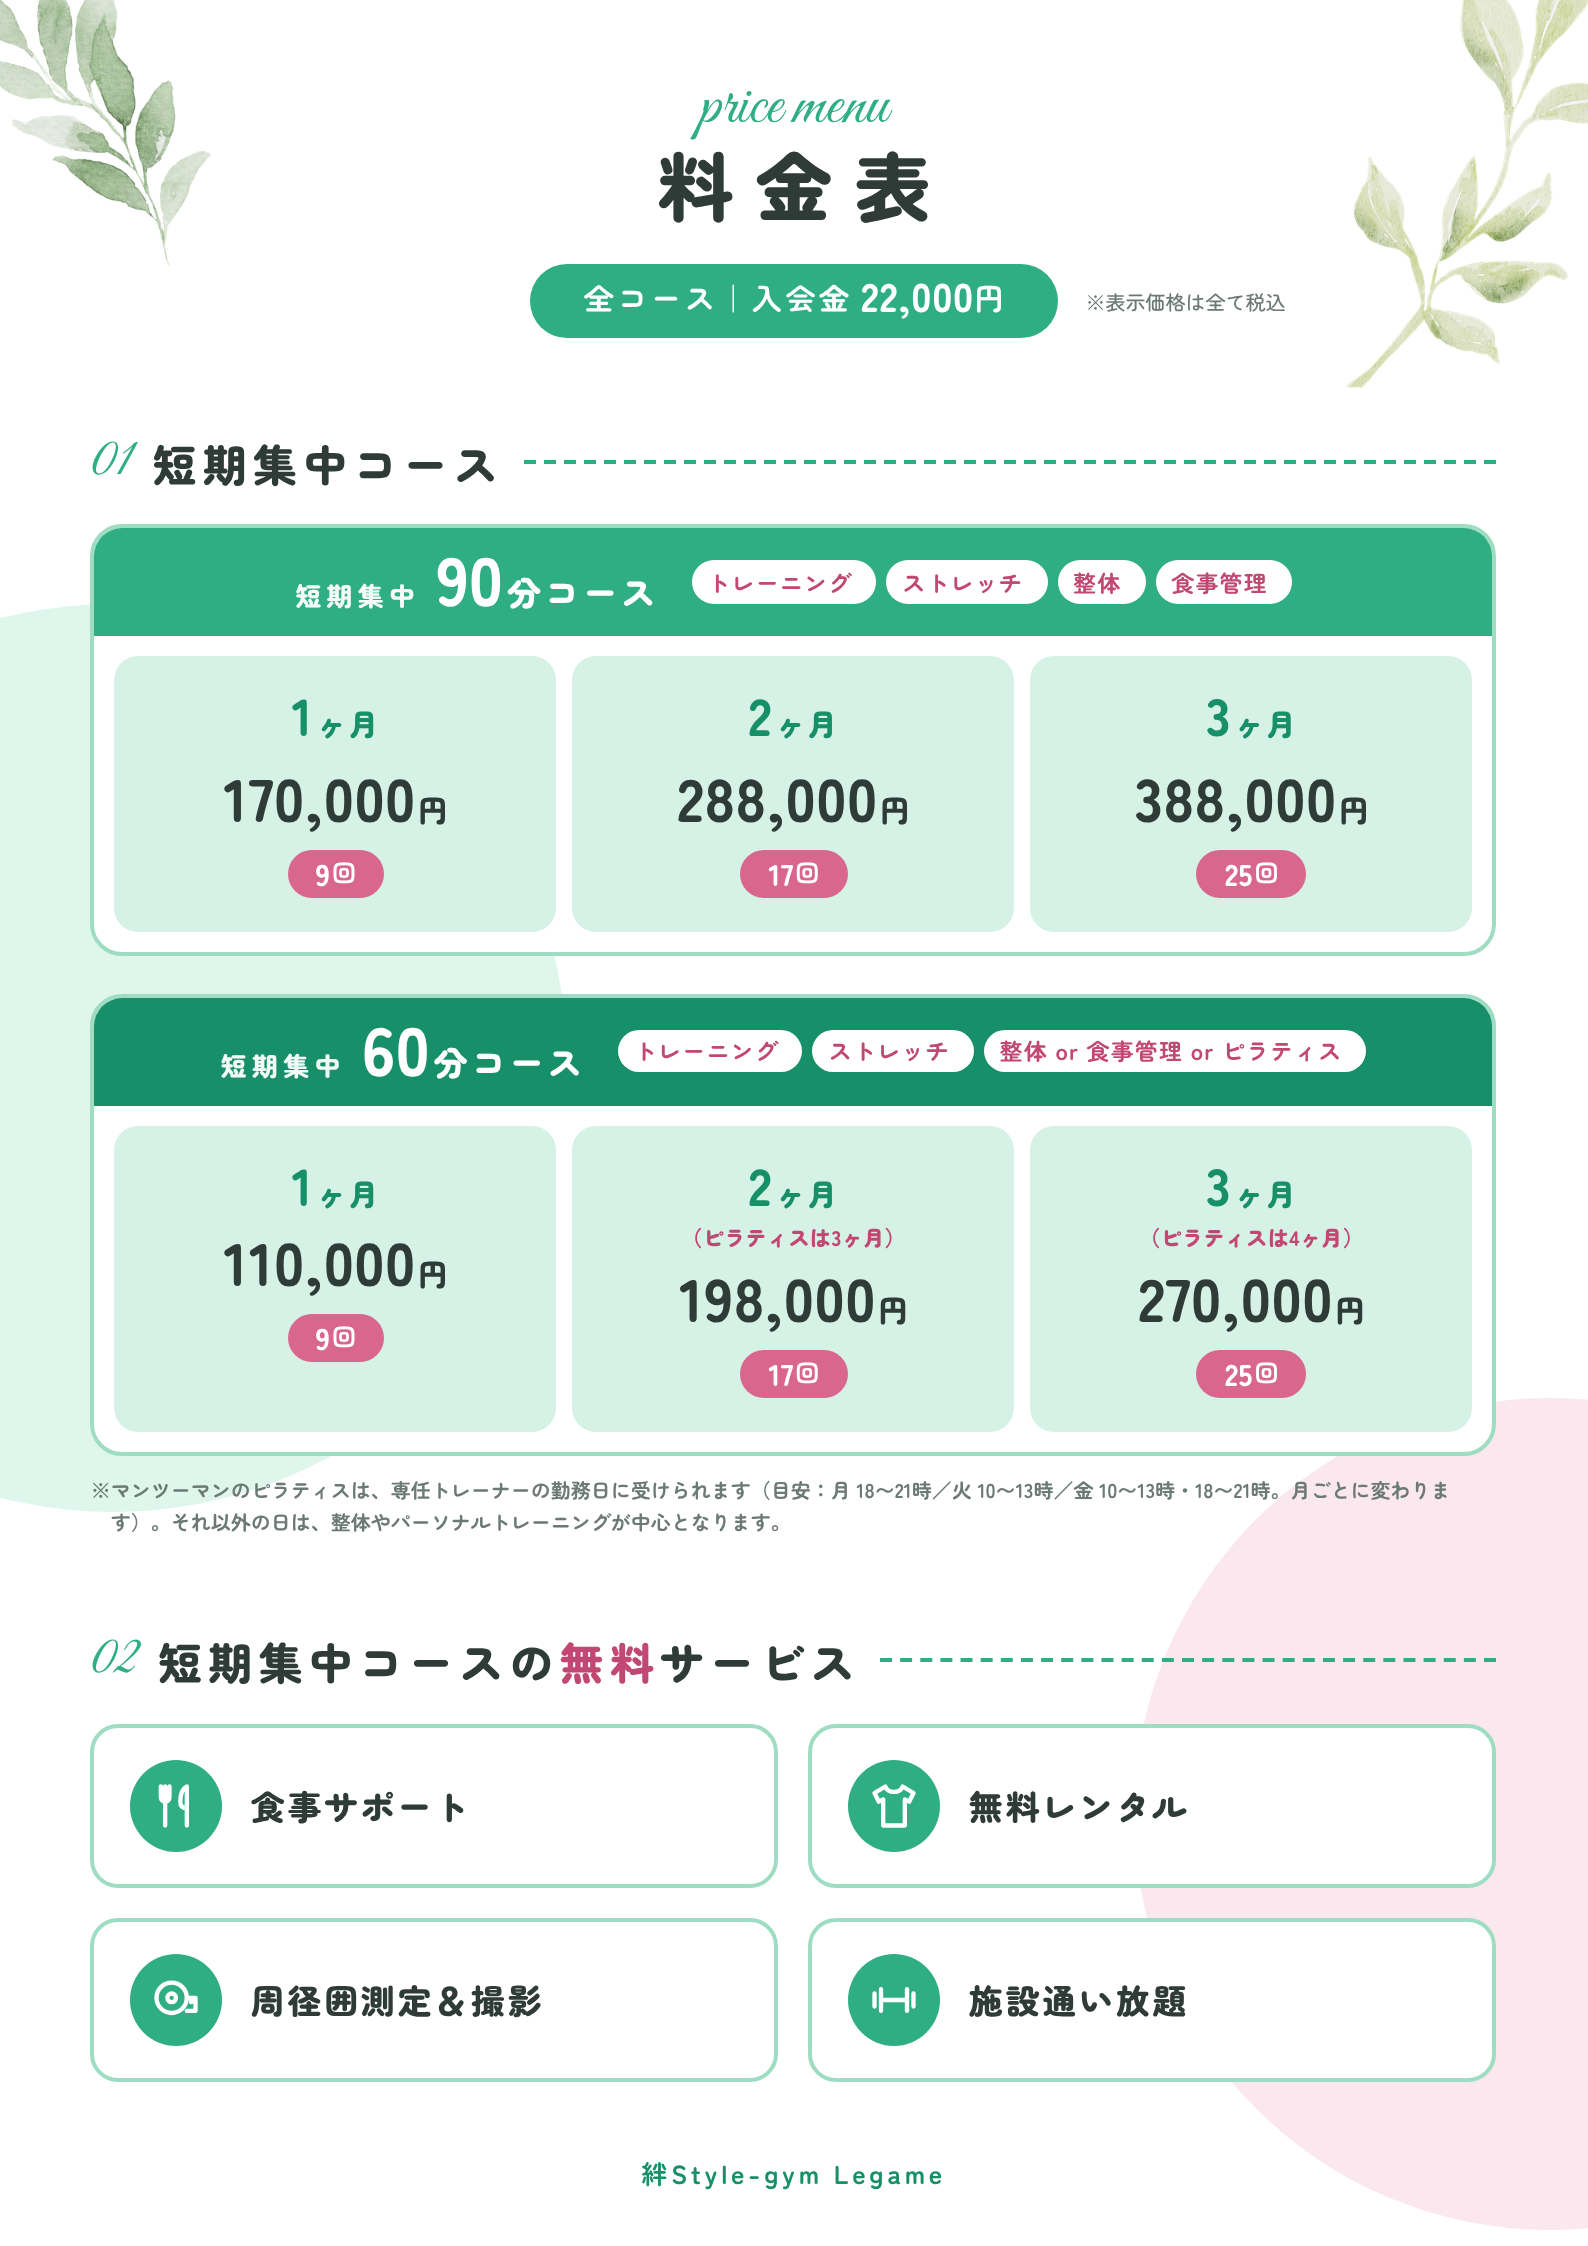 price menu
料金表
全コース｜入会金 22,000円
※表示価格は全て税込
01 短期集中コース
短期集中 90分コース トレーニング ストレッチ 整体 食事管理
1ヶ月 2ヶ月 3ヶ月
170,000円 288,000円 388,000円
9回 17回 25回
短期集中 60分コース トレーニング ストレッチ 整体 or 食事管理 or ピラティス
1ヶ月 2ヶ月 3ヶ月
（ピラティスは3ヶ月） （ピラティスは4ヶ月）
110,000円 198,000円 270,000円
9回 17回 25回
※マンツーマンのピラティスは、専任トレーナーの勤務日に受けられます（目安：月 18〜21時／火 10〜13時／金 10〜13時・18〜21時。月ごとに変わりま
す）。それ以外の日は、整体やパーソナルトレーニングが中心となります。
02 短期集中コースの無料サービス
食事サポート 無料レンタル
周径囲測定＆撮影 施設通い放題
絆Style-gym Legame